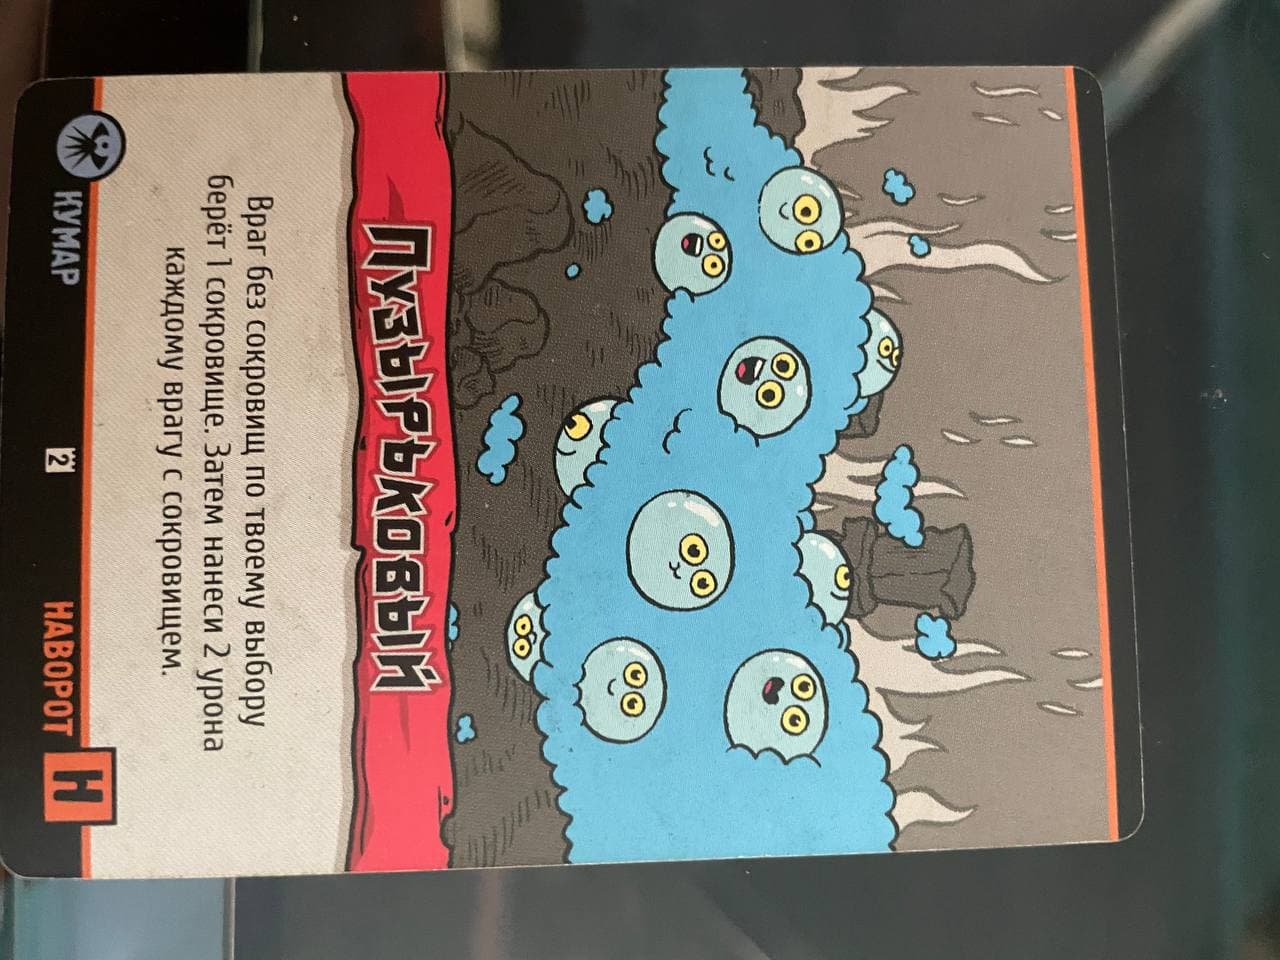 Пузырьковый
Враг без сокровищ по твоему выбору
берёт 1 сокровище. Затем нанеси 2 урона
каждому врагу с сокровищем.
КУМАР
2
НАВОРОТ
Н